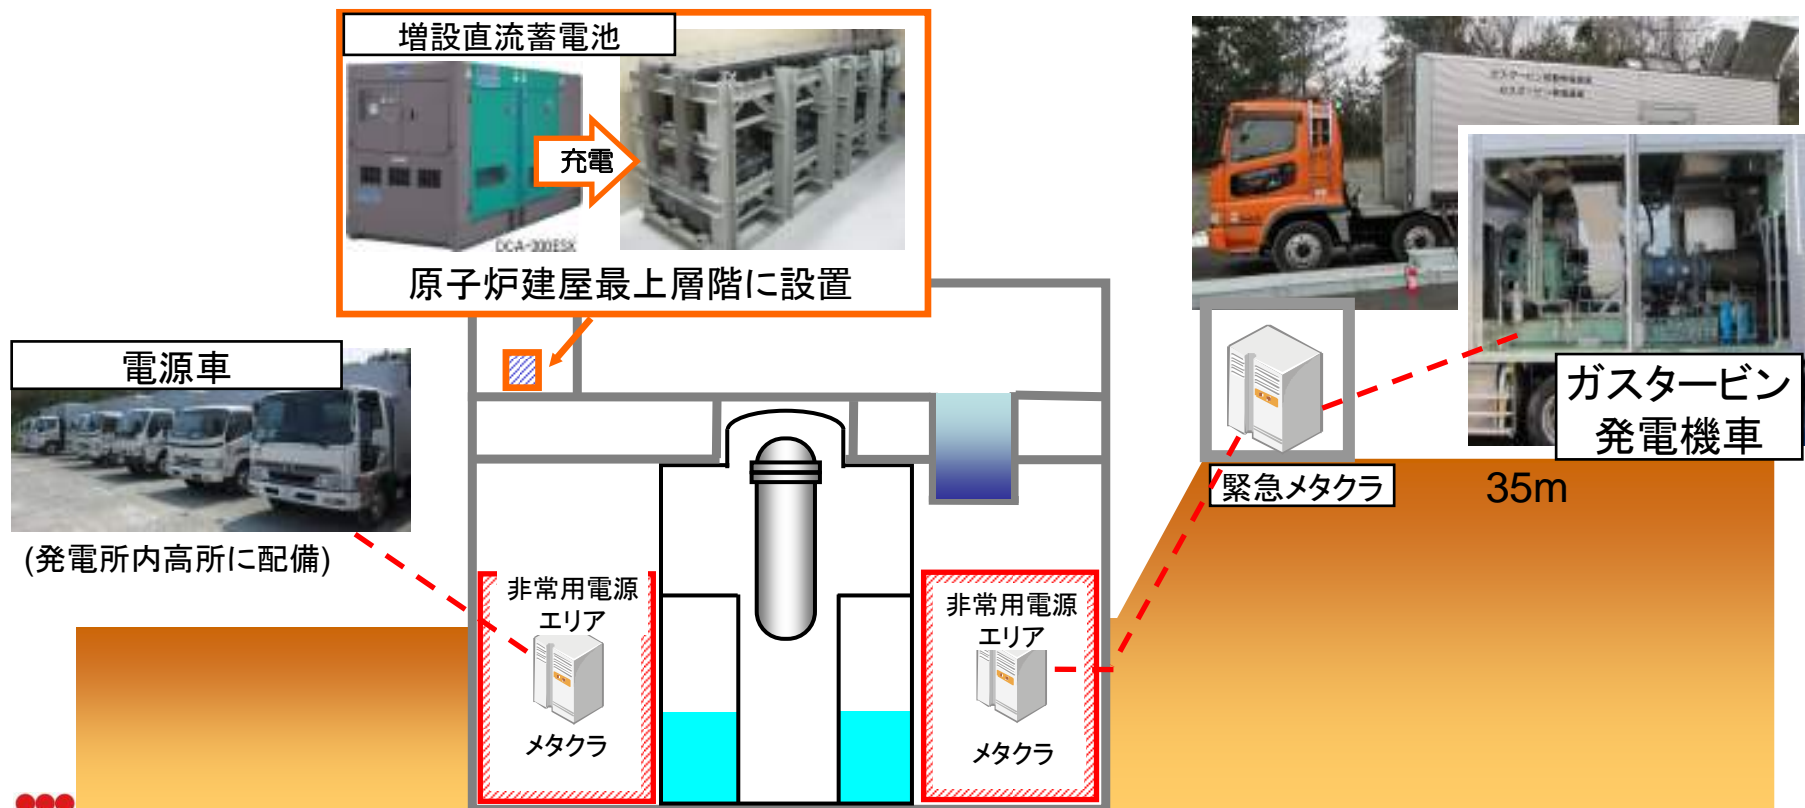 増設直流蓄電池
充電
DCA-300ESK
原子炉建屋最上層階に設置
電源車
(発電所内高所に配備)
非常用電源
エリア
メタクラ
非常用電源
エリア
メタクラ
緊急メタクラ
ガスタービン
発電機車
35m